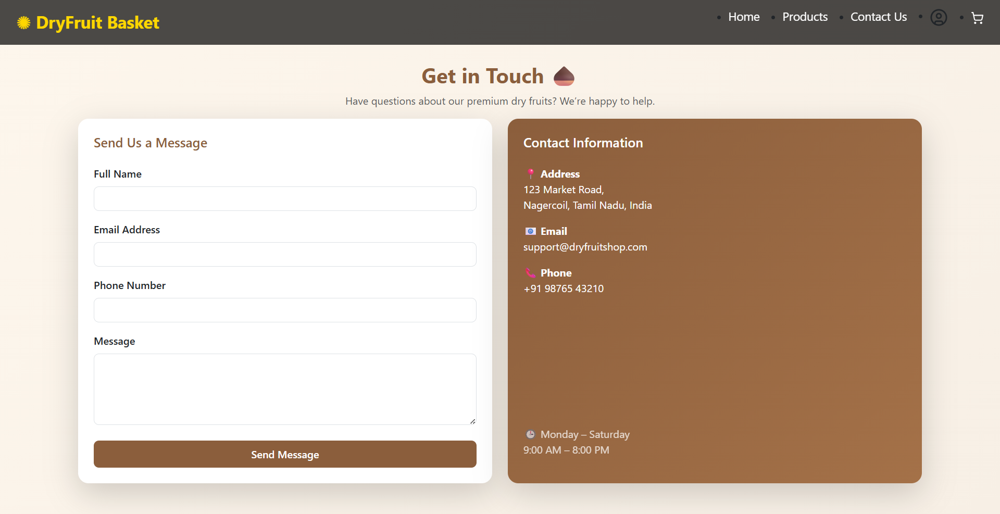 DryFruit Basket
Home
Products
Contact Us
Get in Touch
Have questions about our premium dry fruits? We’re happy to help.
Send Us a Message
Full Name
Email Address
Phone Number
Message
Send Message
Contact Information
Address
123 Market Road,
Nagercoil, Tamil Nadu, India
Email
support@dryfruitshop.com
Phone
+91 98765 43210
Monday – Saturday
9:00 AM – 8:00 PM